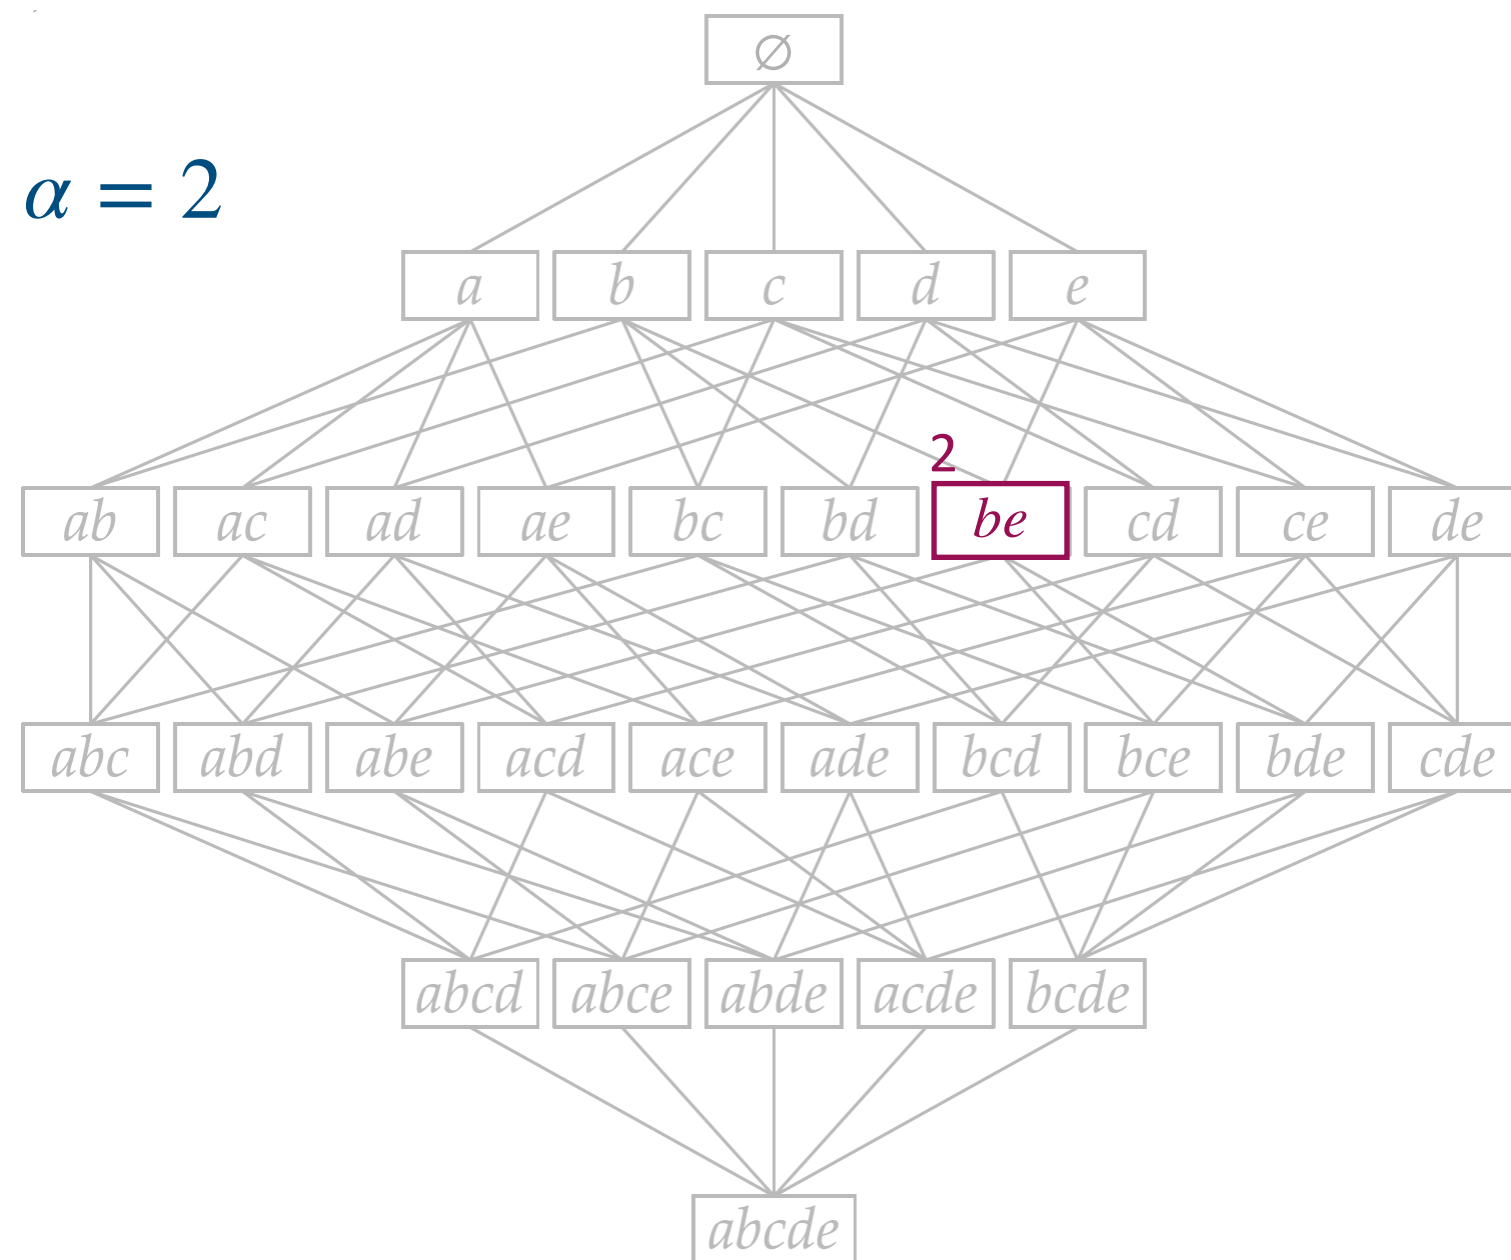 ∅
α = 2
a b c d e
2
ab ac ad ae bc bd be cd ce de
abc abd abe acd ace ade bcd bce bde cde
abcd abce abde acde bcde
abcde